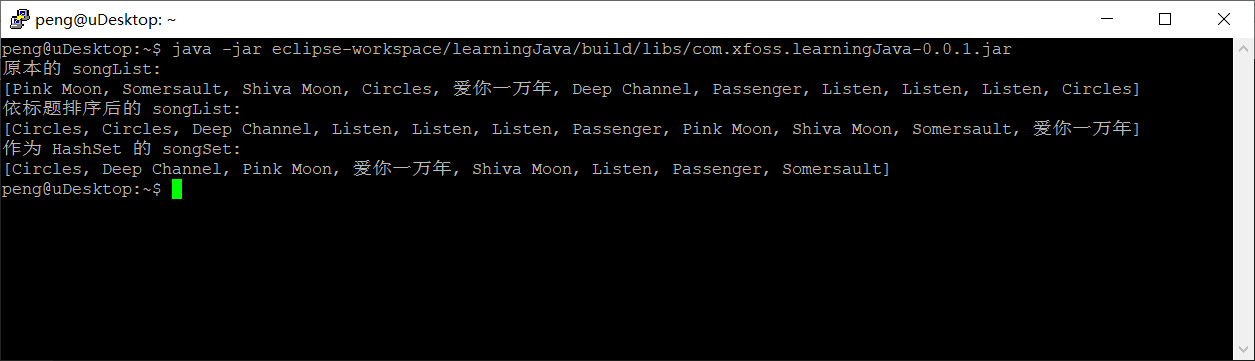 peng@uDesktop: ~
peng@uDesktop:~$ java -jar eclipse-workspace/learningJava/build/libs/com.xfoss.learningJava-0.0.1.jar
原本的 songList:
[Pink Moon, Somersault, Shiva Moon, Circles, 爱你一万年, Deep Channel, Passenger, Listen, Listen, Listen, Circles]
依标题排序后的 songList:
[Circles, Circles, Deep Channel, Listen, Listen, Listen, Passenger, Pink Moon, Shiva Moon, Somersault, 爱你一万年]
作为 HashSet 的 songSet:
[Circles, Deep Channel, Pink Moon, 爱你一万年, Shiva Moon, Listen, Passenger, Somersault]
peng@uDesktop:~$